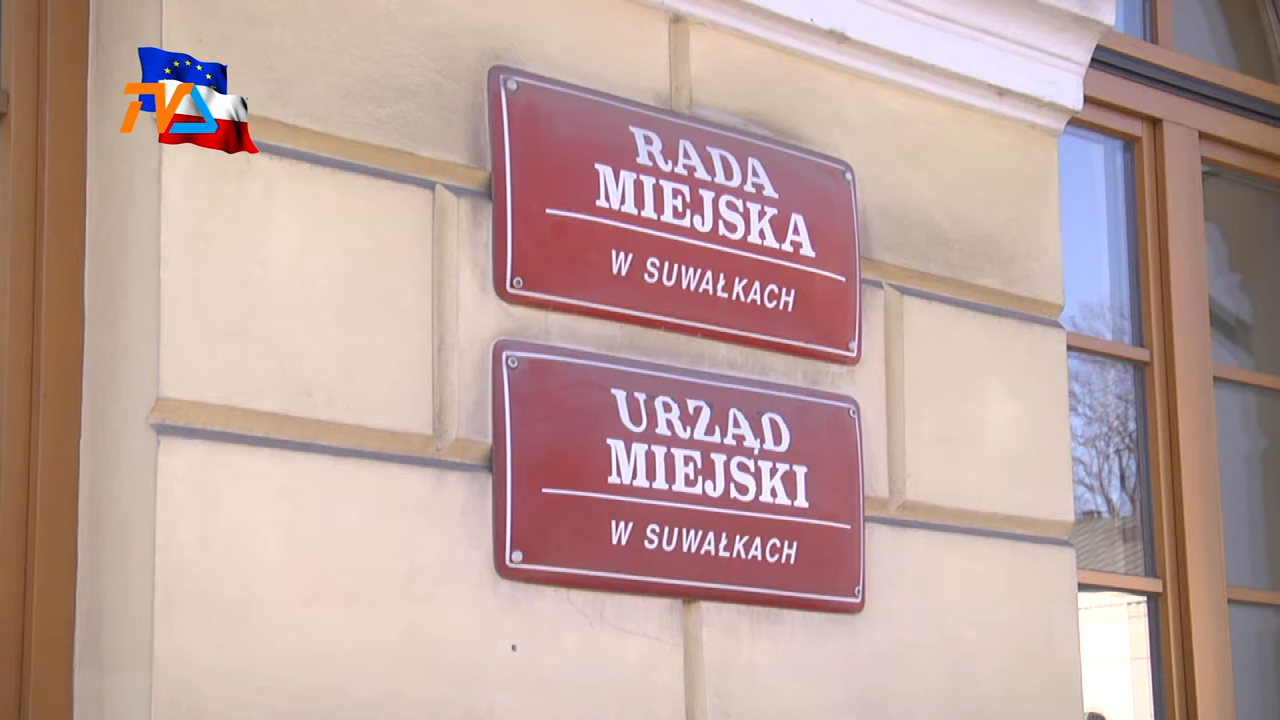 RADA
MIEJSKA
W SUWAŁKACH
URZĄD
MIEJSKI
W SUWAŁKACH